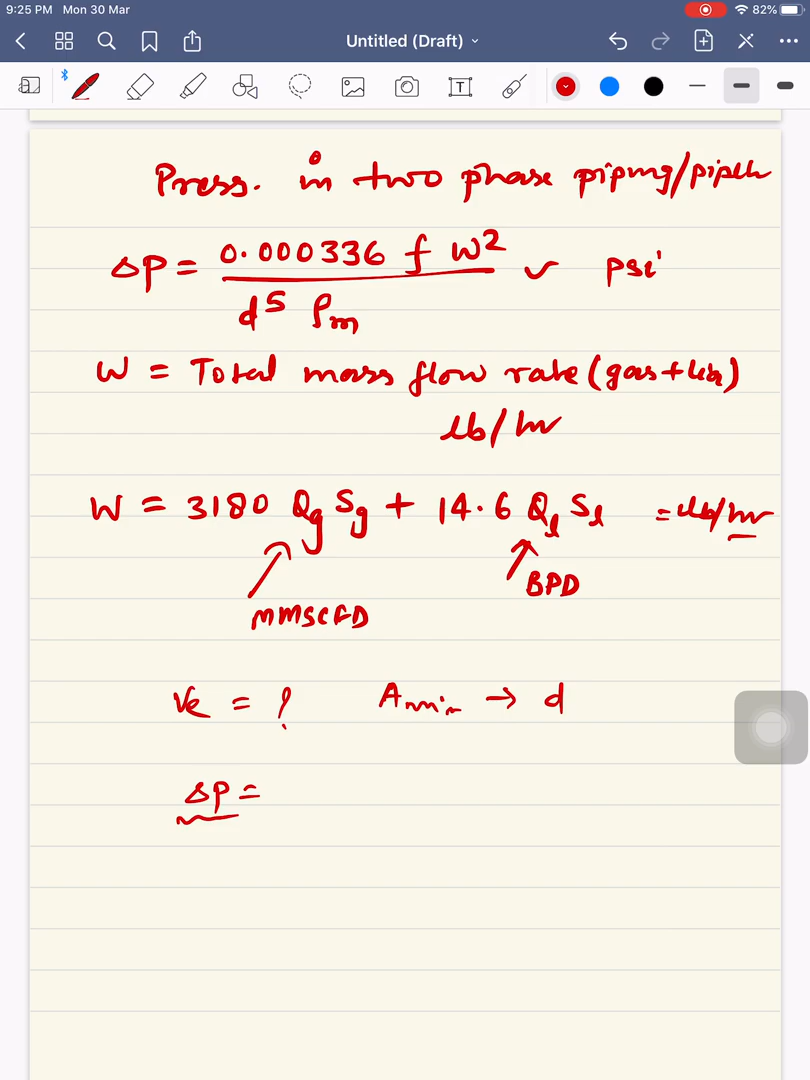 9:25 PM Mon 30 Mar 82%
Untitled (Draft)
T
Press. in two phase piping/
ΔP = 0.000336 f W² / d⁵ ρm ✓ psi
W = Total mass flow rate (gas+liq)
lb/hr
W = 3180 Qg Sg + 14.6 Ql Sl = lb/hr
BPD
MMSCFD
Ve = ? Amin → d
ΔP =